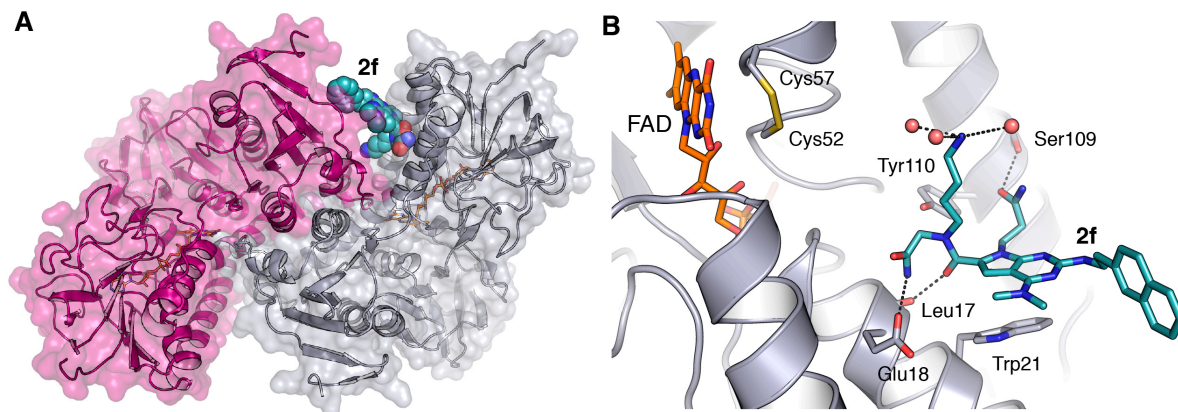 A
2f
B
Cys57
FAD
Cys52
Ser109
Tyr110
2f
Leu17
Trp21
Glu18